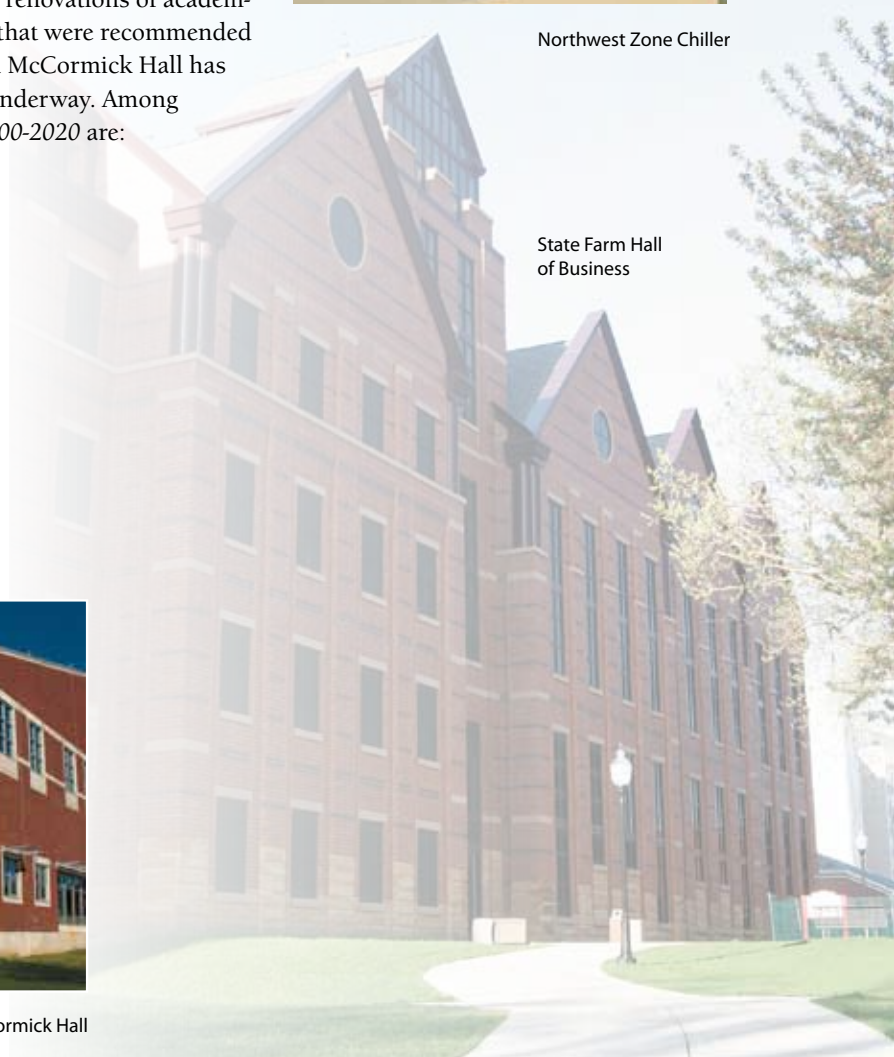 renovations of academ-
that were recommended
McCormick Hall has
nderway. Among
00-2020 are:
Northwest Zone Chiller
State Farm Hall
of Business
ormick Hall